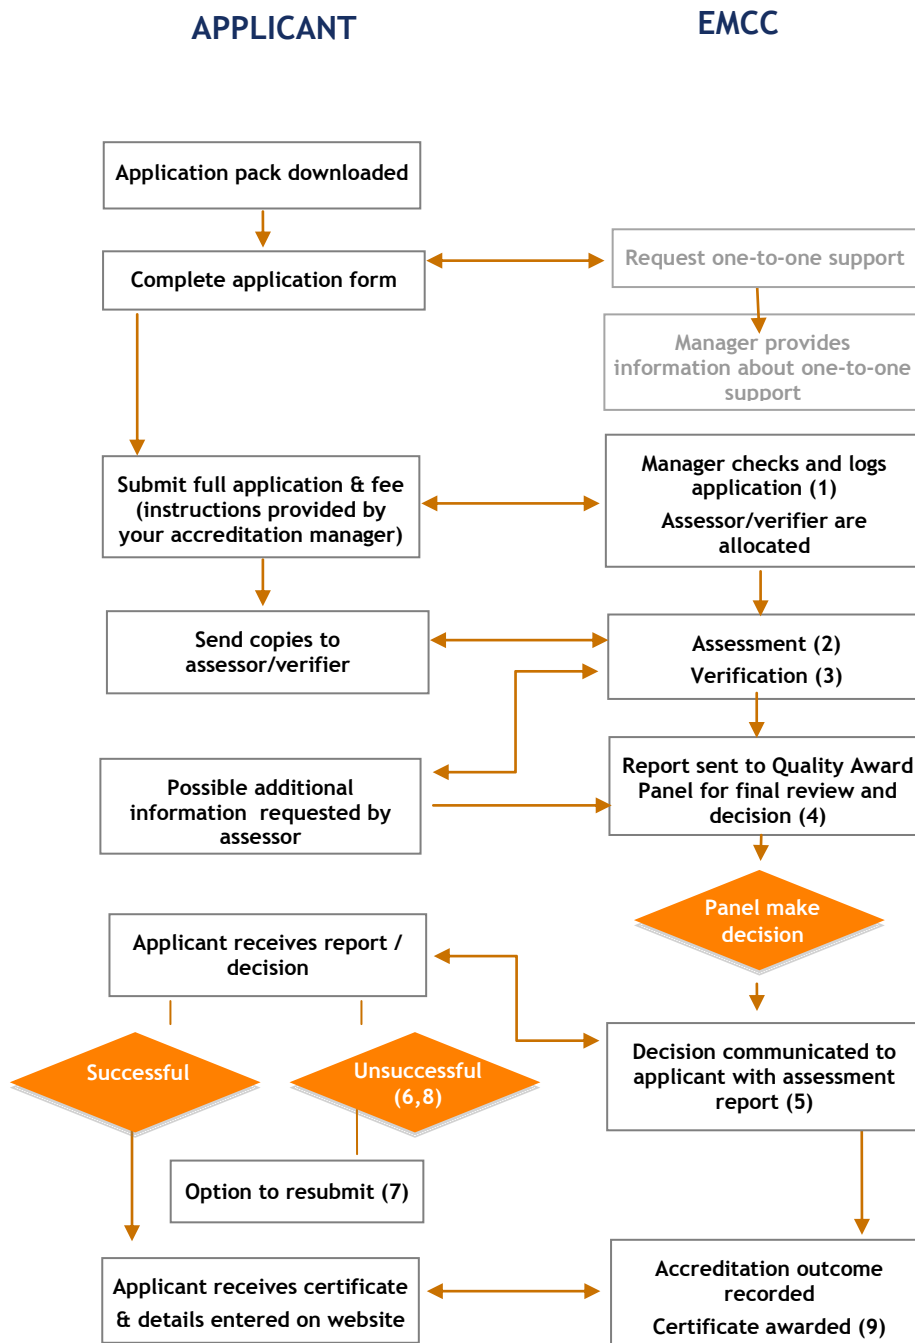 APPLICANT
EMCC
Application pack downloaded
Complete application form
Request one-to-one support
Manager provides
information about one-to-one
support
Submit full application & fee
(instructions provided by
your accreditation manager)
Manager checks and logs
application (1)
Assessor/verifier are
allocated
Send copies to
assessor/verifier
Assessment (2)
Verification (3)
Possible additional
information requested by
assessor
Report sent to Quality Award
Panel for final review and
decision (4)
Panel make
decision
Applicant receives report /
decision
Successful
Unsuccessful
(6,8)
Decision communicated to
applicant with assessment
report (5)
Option to resubmit (7)
Applicant receives certificate
& details entered on website
Accreditation outcome
recorded
Certificate awarded (9)